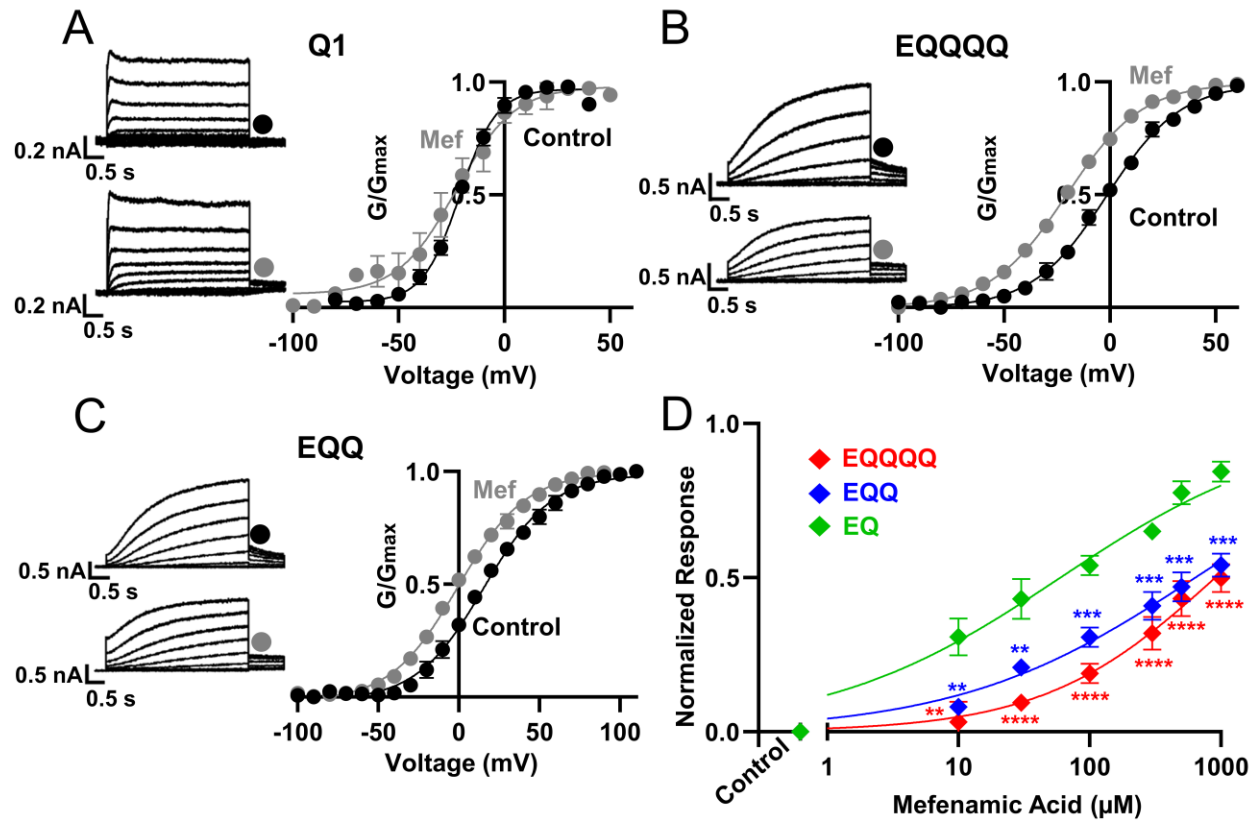 A
Q1
0.2 nA
0.5 s
0.2 nA
0.5 s
G/Gmax
1.0
0.5
Mef
Control
-100
-50
0
50
Voltage (mV)
B
EQQQQ
0.5 nA
0.5 s
0.5 nA
0.5 s
G/Gmax
1.0
0.5
Mef
Control
-100
-50
0
50
Voltage (mV)
C
EQQ
0.5 nA
0.5 s
0.5 nA
0.5 s
G/Gmax
1.0
0.5
Mef
Control
-100
-50
0
50
100
Voltage (mV)
D
Normalized Response
1.0
0.5
0.0
EQQQQ
EQQ
EQ
**
**
***
***
***
***
**
****
****
****
****
****
Control
1
10
100
1000
Mefenamic Acid (µM)